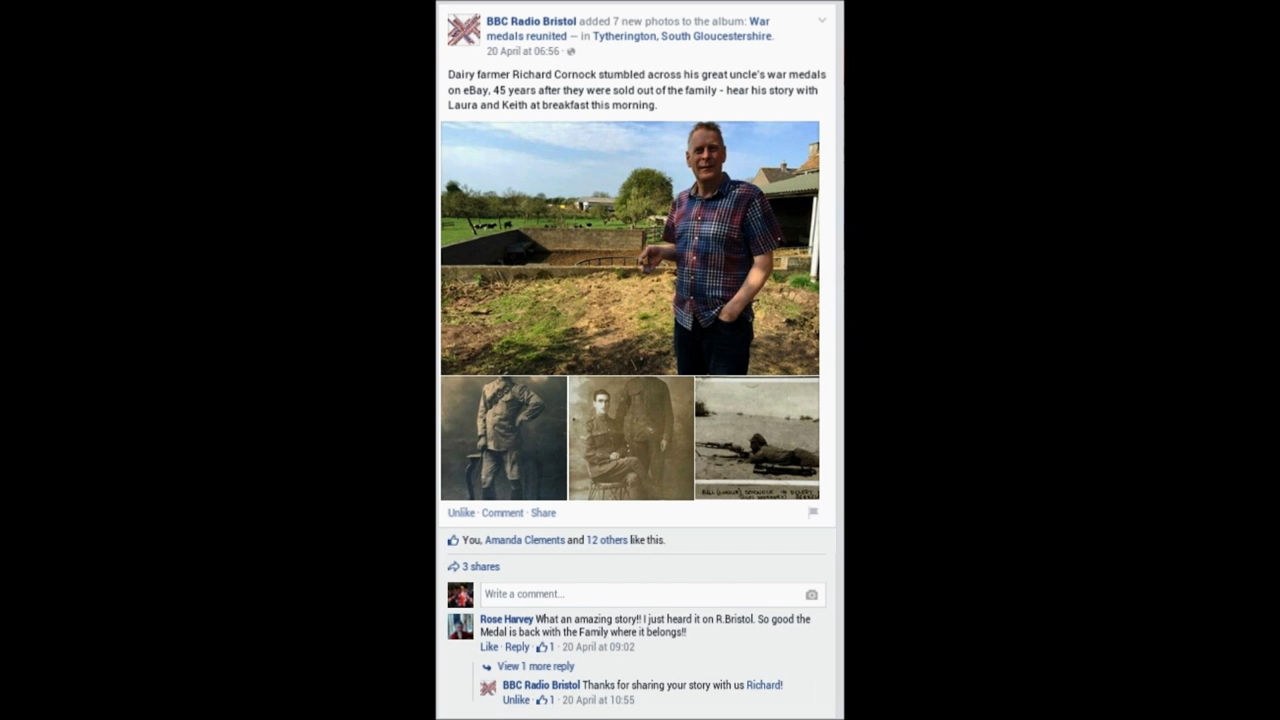 BBC Radio Bristol added 7 new photos to the album: War
medals reunited — in Tytherington, South Gloucestershire.
20 April at 06:56 ·
Dairy farmer Richard Cornock stumbled across his great uncle's war medals
on eBay, 45 years after they were sold out of the family - hear his story with
Laura and Keith at breakfast this morning.
Unlike · Comment · Share
You, Amanda Clements and 12 others like this.
3 shares
Write a comment...
Rose Harvey What an amazing story!! I just heard it on R.Bristol. So good the
Medal is back with the Family where it belongs!!
Like · Reply · 1 · 20 April at 09:02
View 1 more reply
BBC Radio Bristol Thanks for sharing your story with us Richard!
Unlike · 1 · 20 April at 10:55